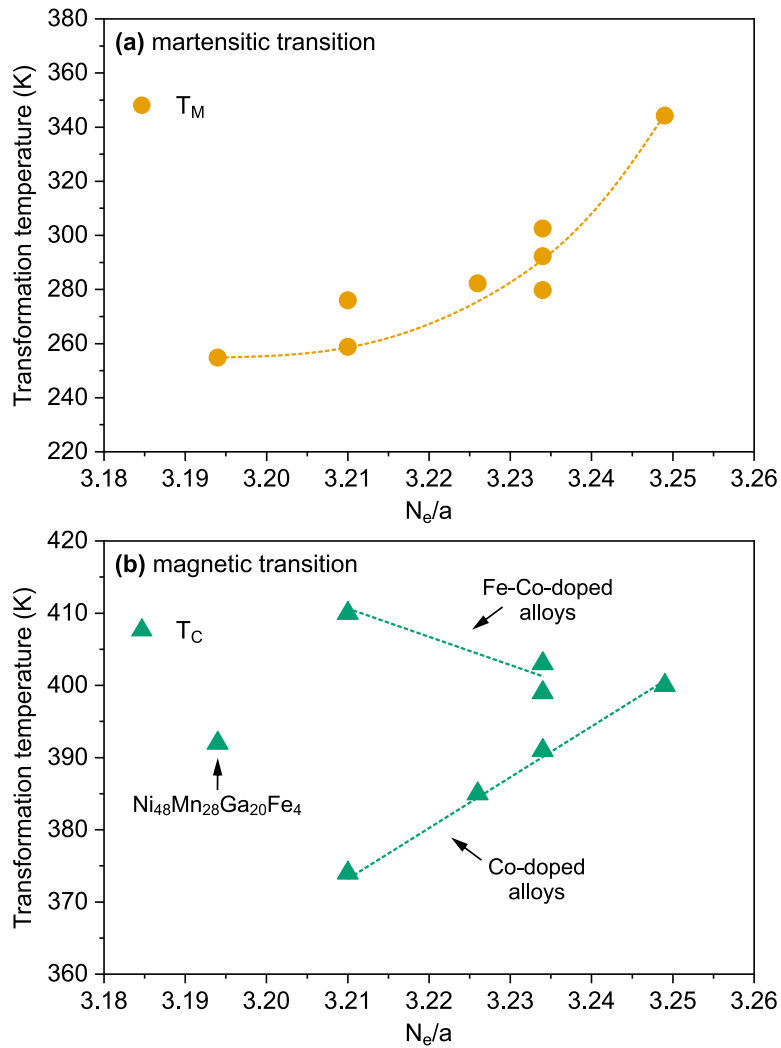 (a) martensitic transition
T_M
Transformation temperature (K)
380
360
340
320
300
280
260
240
220
3.18 3.19 3.20 3.21 3.22 3.23 3.24 3.25 3.26
N_e/a
(b) magnetic transition
T_C
Fe-Co-doped
alloys
Ni₄₈Mn₂₈Ga₂₀Fe₄
Co-doped
alloys
Transformation temperature (K)
420
410
400
390
380
370
360
3.18 3.19 3.20 3.21 3.22 3.23 3.24 3.25 3.26
N_e/a